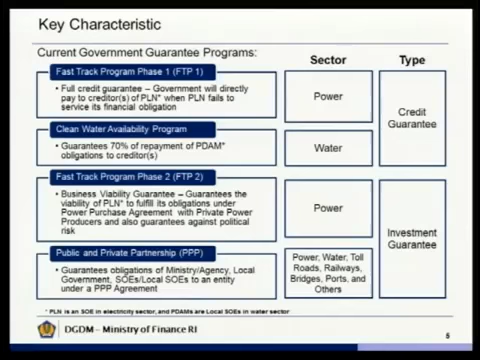 Key Characteristic
Current Government Guarantee Programs:
Sector
Type
Fast Track Program Phase 1 (FTP 1)
• Full credit guarantee – Government will directly
pay to creditor(s) of PLN* when PLN fails to
service its financial obligation
Power
Credit
Guarantee
Clean Water Availability Program
• Guarantees 70% of repayment of PDAM*
obligations to creditor(s)
Water
Fast Track Program Phase 2 (FTP 2)
• Business Viability Guarantee – Guarantees the
viability of PLN* to fulfill its obligations under
Power Purchase Agreement with Private Power
Producers and also guarantees against political
risk
Power
Investment
Guarantee
Public and Private Partnership (PPP)
• Guarantees obligations of Ministry/Agency, Local
Government, SOEs/Local SOEs to an entity
under a PPP Agreement
Power, Water, Toll
Roads, Railways,
Bridges, Ports, and
Others
* PLN is an SOE in electricity sector, and PDAMs are Local SOEs in water sector
DGDM – Ministry of Finance RI
5